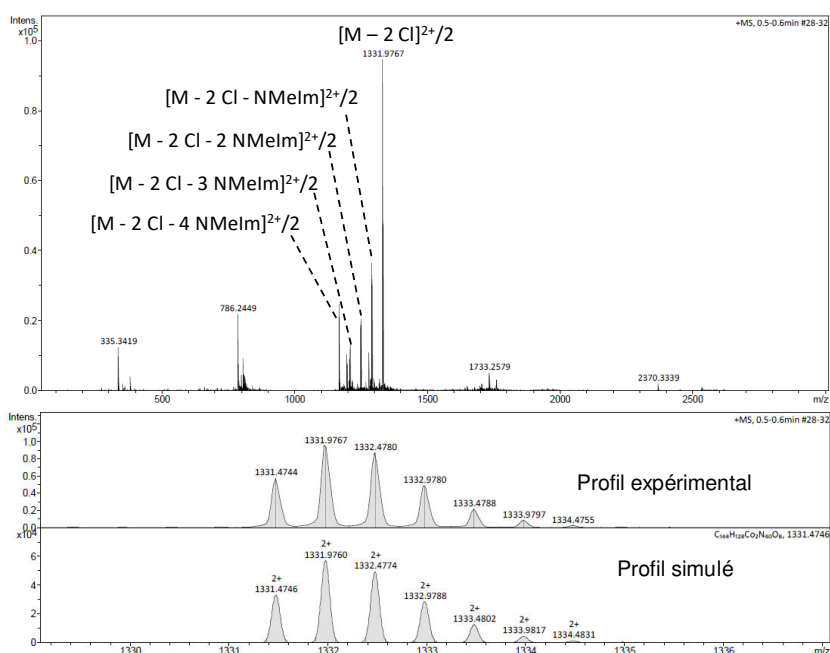 Intens.
x10⁵
+MS, 0.5-0.6min #28-32
[M – 2 Cl]²⁺/2
1331.9767
1.0
[M - 2 Cl - NMeIm]²⁺/2
0.8
[M - 2 Cl - 2 NMeIm]²⁺/2
0.6
[M - 2 Cl - 3 NMeIm]²⁺/2
[M - 2 Cl - 4 NMeIm]²⁺/2
0.4
0.2
786.2449
335.3419
1733.2579
2370.3339
0.0
500 1000 1500 2000 2500 m/z
Intens.
x10⁵
+MS, 0.5-0.6min #28-32
1.0
0.8
0.6
0.4
0.2
0.0
1331.4744 1331.9767 1332.4780 1332.9780 1333.4788 1333.9797 1334.4755
Profil expérimental
x10⁴
C₁₄₄H₁₂₈Co₂N₄₀O₈, 1331.4746
6
4
2
0
2+ 2+ 2+ 2+ 2+ 2+ 2+
1331.4746 1331.9760 1332.4774 1332.9788 1333.4802 1333.9817 1334.4831
Profil simulé
1330 1331 1332 1333 1334 1335 1336 m/z